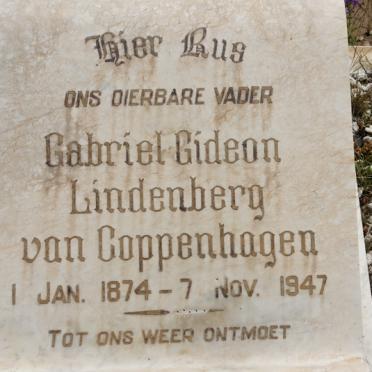 Hier Rus
ONS DIERBARE VADER
Gabriel Gideon
Lindenberg
van Coppenhagen
1 JAN. 1874 – 7 NOV. 1947
TOT ONS WEER ONTMOET